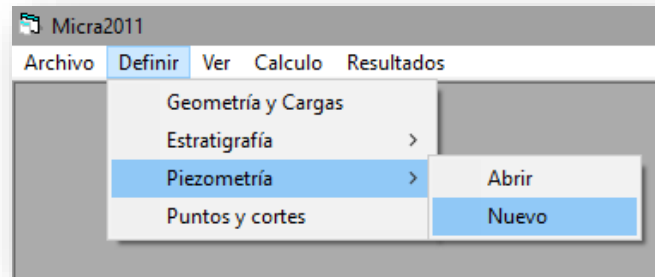 Micra2011
Archivo Definir Ver Calculo Resultados
Geometría y Cargas
Estratigrafía
Piezometría
Abrir
Puntos y cortes
Nuevo